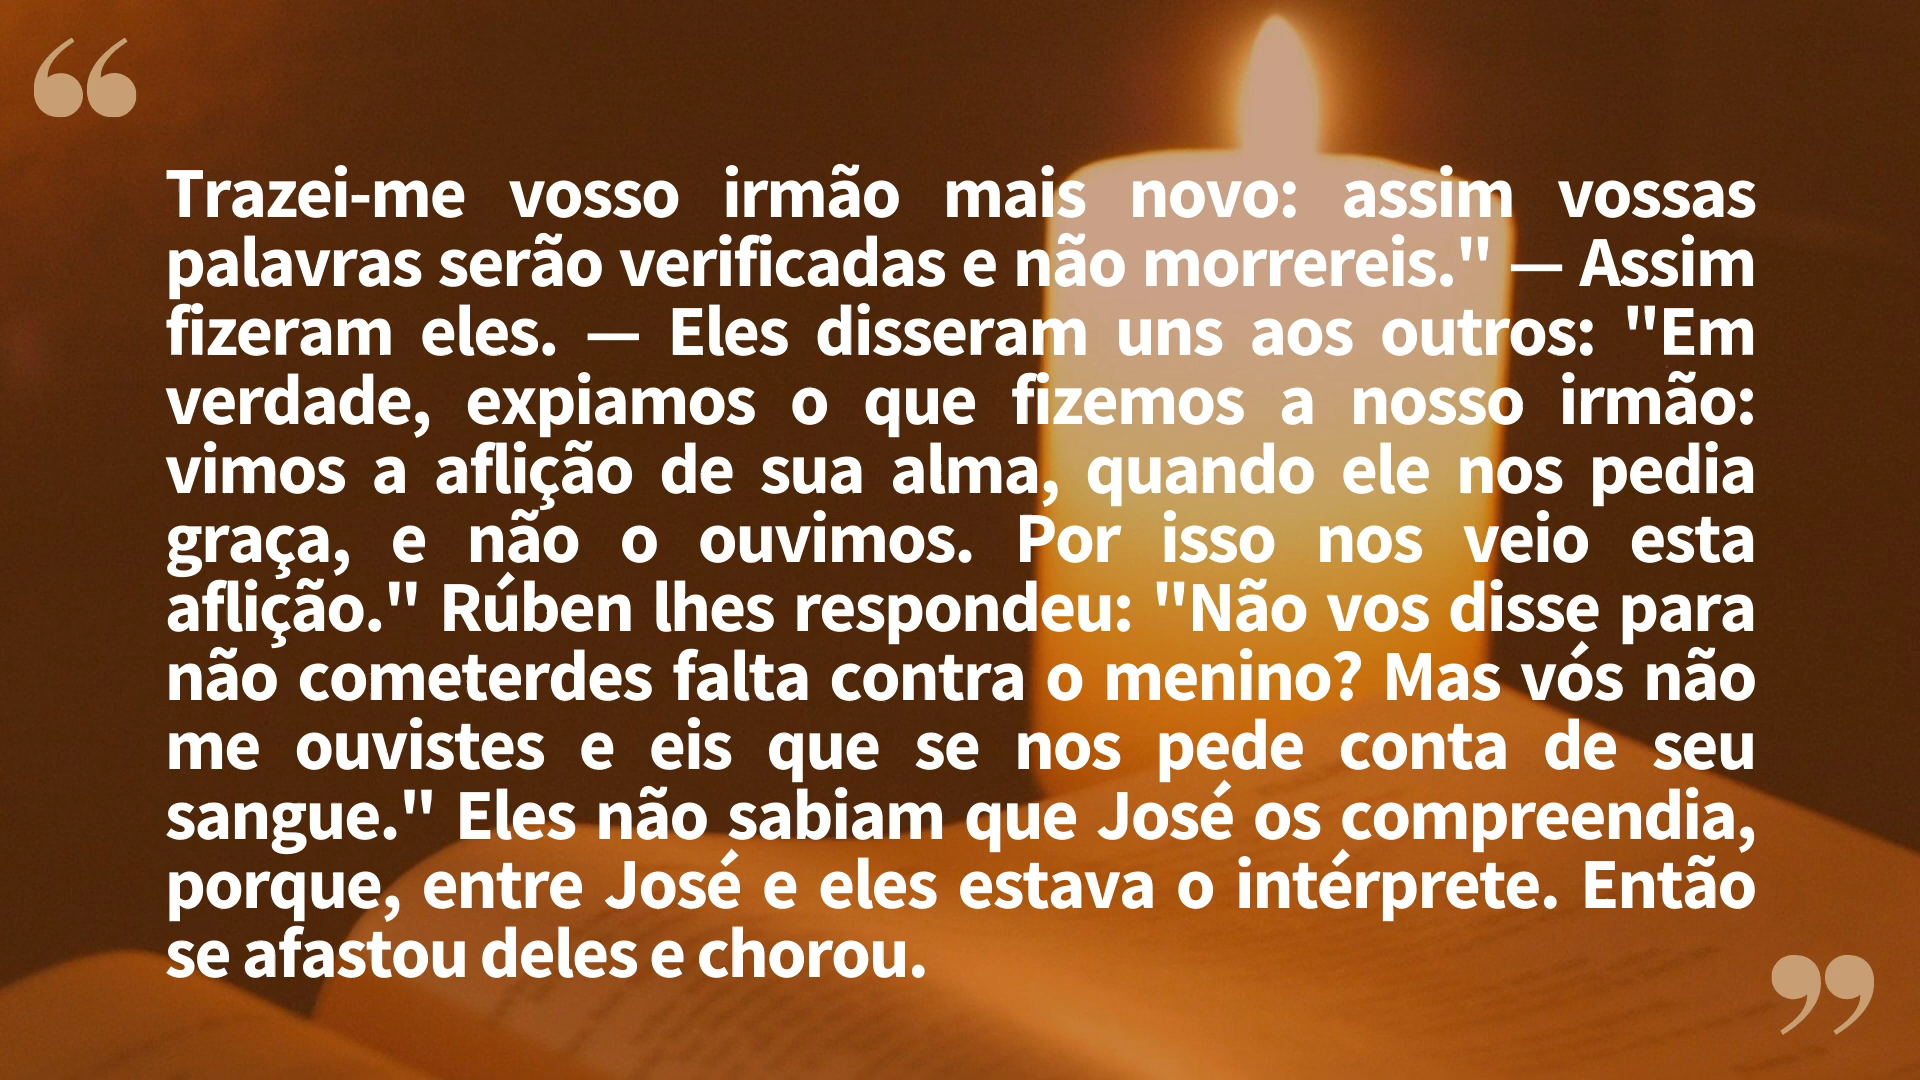 “
Trazei-me vosso irmão mais novo: assim vossas
palavras serão verificadas e não morrereis." — Assim
fizeram eles. — Eles disseram uns aos outros: "Em
verdade, expiamos o que fizemos a nosso irmão:
vimos a aflição de sua alma, quando ele nos pedia
graça, e não o ouvimos. Por isso nos veio esta
aflição." Rúben lhes respondeu: "Não vos disse para
não cometerdes falta contra o menino? Mas vós não
me ouvistes e eis que se nos pede conta de seu
sangue." Eles não sabiam que José os compreendia,
porque, entre José e eles estava o intérprete. Então
se afastou deles e chorou.
”